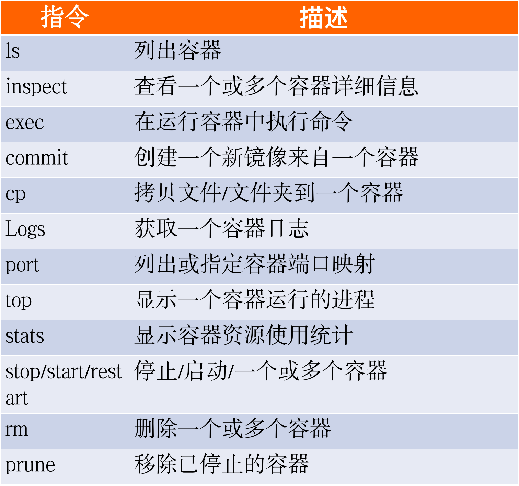 指令 描述
ls 列出容器
inspect 查看一个或多个容器详细信息
exec 在运行容器中执行命令
commit 创建一个新镜像来自一个容器
cp 拷贝文件/文件夹到一个容器
Logs 获取一个容器日志
port 列出或指定容器端口映射
top 显示一个容器运行的进程
stats 显示容器资源使用统计
stop/start/rest 停止/启动/一个或多个容器
art
rm 删除一个或多个容器
prune 移除已停止的容器